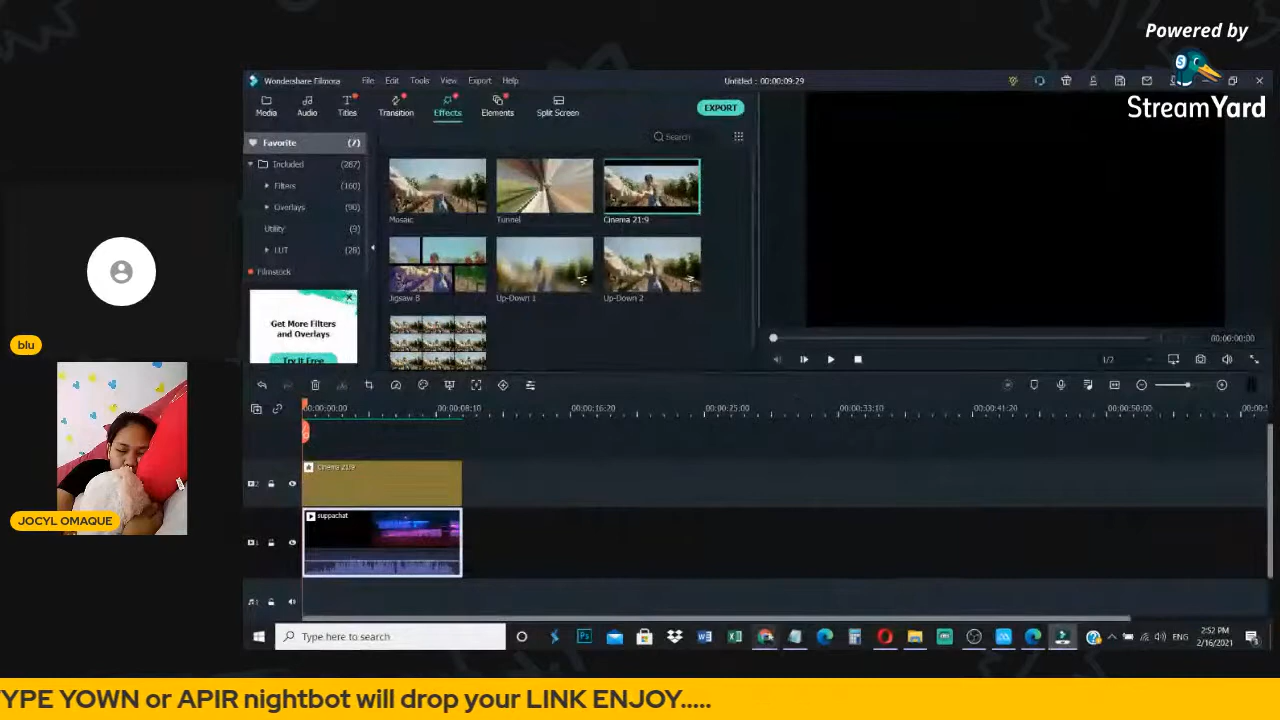 Powered by
StreamYard
Wondershare Filmora
File Edit Tools View Export Help
Untitled : 00:00:09:29
Media Audio Titles Transition Effects Elements Split Screen
EXPORT
Favorite (7)
Search
Included (287)
Filters (160)
Overlays (90)
Utility (9)
LUT (28)
Filmstock
Mosaic Tunnel Cinema 21:9
Jigsaw 8 Up-Down 1 Up-Down 2
Get More Filters
and Overlays
Try It Free
00:00:00:00
1/2
00:00:00:00 00:00:08:10 00:00:16:20 00:00:25:00 00:00:33:10 00:00:41:20 00:00:50:00
Cinema 21:9
suppachat
blu
JOCYL OMAQUE
Type here to search
ENG
2:52 PM
2/16/2021
YPE YOWN or APIR nightbot will drop your LINK ENJOY.....